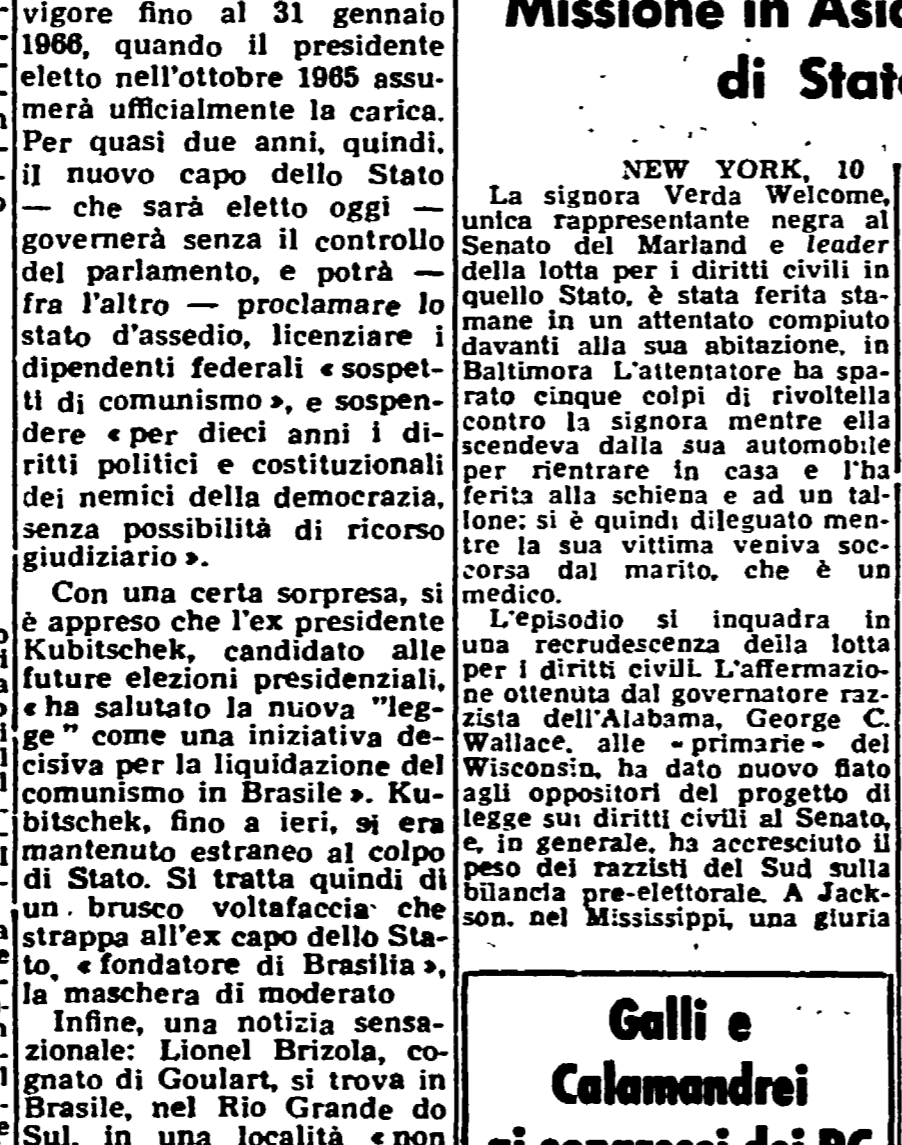 vigore fino al 31 gennaio
1966, quando il presidente
eletto nell'ottobre 1965 assu-
merà ufficialmente la carica.
Per quasi due anni, quindi,
il nuovo capo dello Stato
— che sarà eletto oggi —
governerà senza il controllo
del parlamento, e potrà —
fra l'altro — proclamare lo
stato d'assedio, licenziare i
dipendenti federali « sospet-
ti di comunismo », e sospen-
dere « per dieci anni i di-
ritti politici e costituzionali
dei nemici della democrazia,
senza possibilità di ricorso
giudiziario ».
Con una certa sorpresa, si
è appreso che l'ex presidente
Kubitschek, candidato alle
future elezioni presidenziali,
« ha salutato la nuova "leg-
ge" come una iniziativa de-
cisiva per la liquidazione del
comunismo in Brasile ». Ku-
bitschek, fino a ieri, si era
mantenuto estraneo al colpo
di Stato. Si tratta quindi di
un brusco voltafaccia che
strappa all'ex capo dello Sta-
to, « fondatore di Brasilia »,
la maschera di moderato
Infine, una notizia sensa-
zionale: Lionel Brizola, co-
gnato di Goulart, si trova in
Brasile, nel Rio Grande do
Sul, in una località « non
Missione in Asia
di Stat
NEW YORK, 10
La signora Verda Welcome,
unica rappresentante negra al
Senato del Marland e leader
della lotta per i diritti civili in
quello Stato, è stata ferita sta-
mane in un attentato compiuto
davanti alla sua abitazione, in
Baltimora L'attentatore ha spa-
rato cinque colpi di rivoltella
contro la signora mentre ella
scendeva dalla sua automobile
per rientrare in casa e l'ha
ferita alla schiena e ad un tal-
lone; si è quindi dileguato men-
tre la sua vittima veniva soc-
corsa dal marito, che è un
medico.
L'episodio si inquadra in
una recrudescenza della lotta
per i diritti civili. L'affermazio-
ne ottenuta dal governatore raz-
zista dell'Alabama, George C.
Wallace, alle « primarie » del
Wisconsin, ha dato nuovo fiato
agli oppositori del progetto di
legge sui diritti civili al Senato,
e, in generale, ha accresciuto il
peso dei razzisti del Sud sulla
bilancia pre-elettorale. A Jack-
son, nel Mississippi, una giuria
Galli e
Calamandrei
ai congressi dei PC